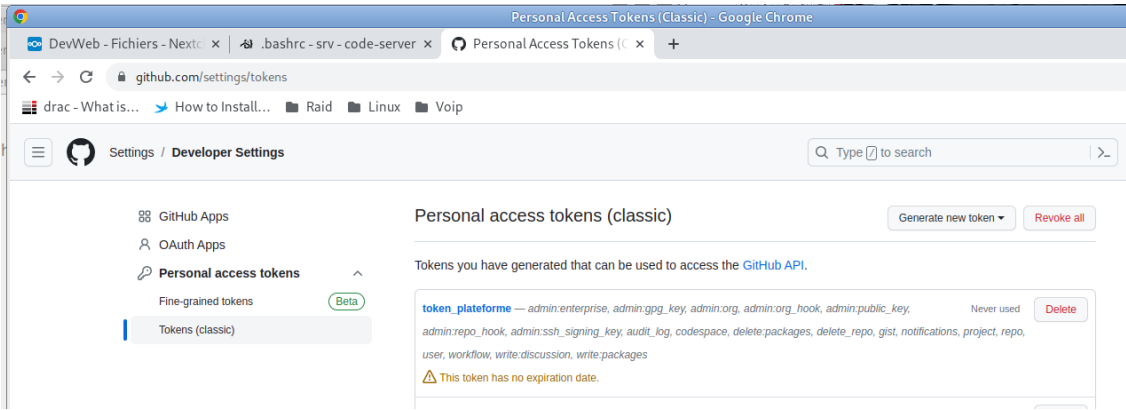 Personal Access Tokens (Classic) - Google Chrome
DevWeb - Fichiers - Nextc
.bashrc - srv - code-server
Personal Access Tokens (C
github.com/settings/tokens
drac - What is… How to Install… Raid Linux Voip
Settings / Developer Settings
Type / to search
GitHub Apps
OAuth Apps
Personal access tokens
Fine-grained tokens Beta
Tokens (classic)
Personal access tokens (classic)
Generate new token
Revoke all
Tokens you have generated that can be used to access the GitHub API.
token_plateforme — admin:enterprise, admin:gpg_key, admin:org, admin:org_hook, admin:public_key,
Never used
Delete
admin:repo_hook, admin:ssh_signing_key, audit_log, codespace, delete:packages, delete_repo, gist, notifications, project, repo,
user, workflow, write:discussion, write:packages
This token has no expiration date.